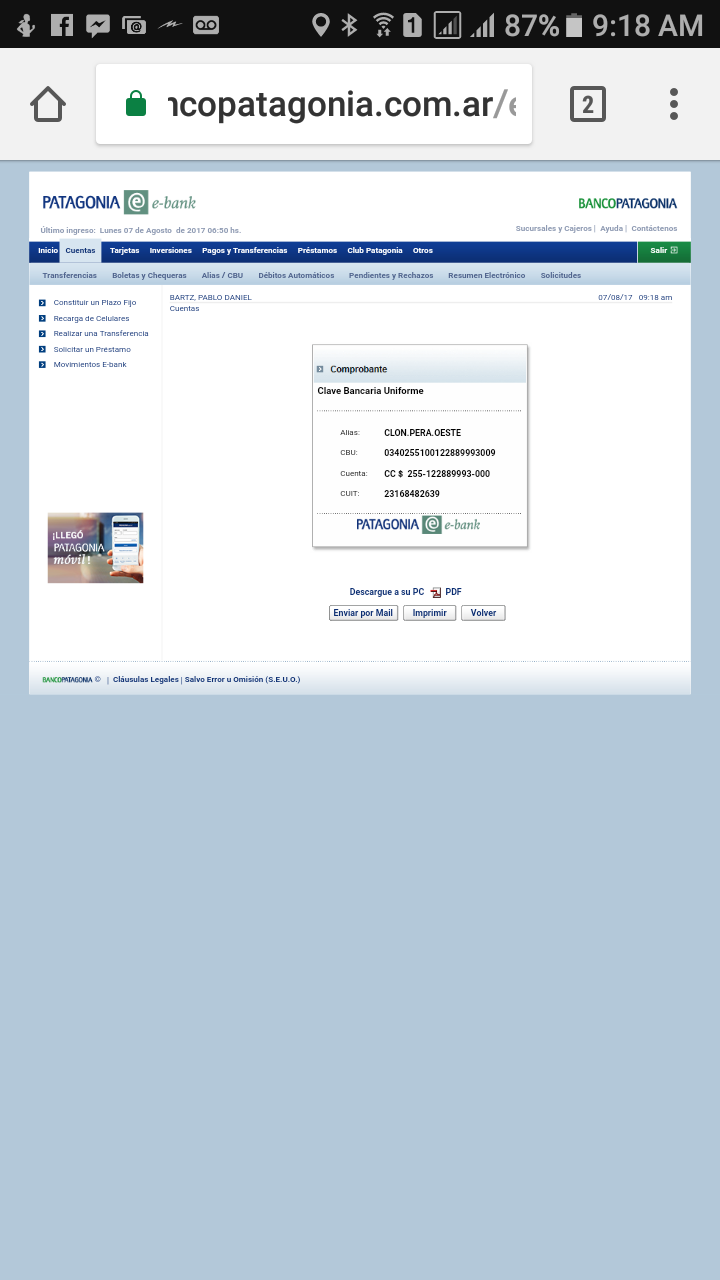 1
87%
9:18 AM
ncopatagonia.com.ar/e
2
PATAGONIA e e-bank
BANCOPATAGONIA
Último ingreso: Lunes 07 de Agosto de 2017 06:50 hs.
Sucursales y Cajeros | Ayuda | Contáctenos
Inicio Cuentas Tarjetas Inversiones Pagos y Transferencias Préstamos Club Patagonia Otros Salir
Transferencias Boletas y Chequeras Alias / CBU Débitos Automáticos Pendientes y Rechazos Resumen Electrónico Solicitudes
Constituir un Plazo Fijo
Recarga de Celulares
Realizar una Transferencia
Solicitar un Préstamo
Movimientos E-bank
BARTZ, PABLO DANIEL
07/08/17 09:18 am
Cuentas
Comprobante
Clave Bancaria Uniforme
Alias: CLON.PERA.OESTE
CBU: 0340255100122889993009
Cuenta: CC $ 255-122889993-000
CUIT: 23168482639
PATAGONIA e e-bank
¡LLEGÓ
PATAGONIA
móvil!
Descargue a su PC PDF
Enviar por Mail Imprimir Volver
BANCOPATAGONIA © | Cláusulas Legales | Salvo Error u Omisión (S.E.U.O.)